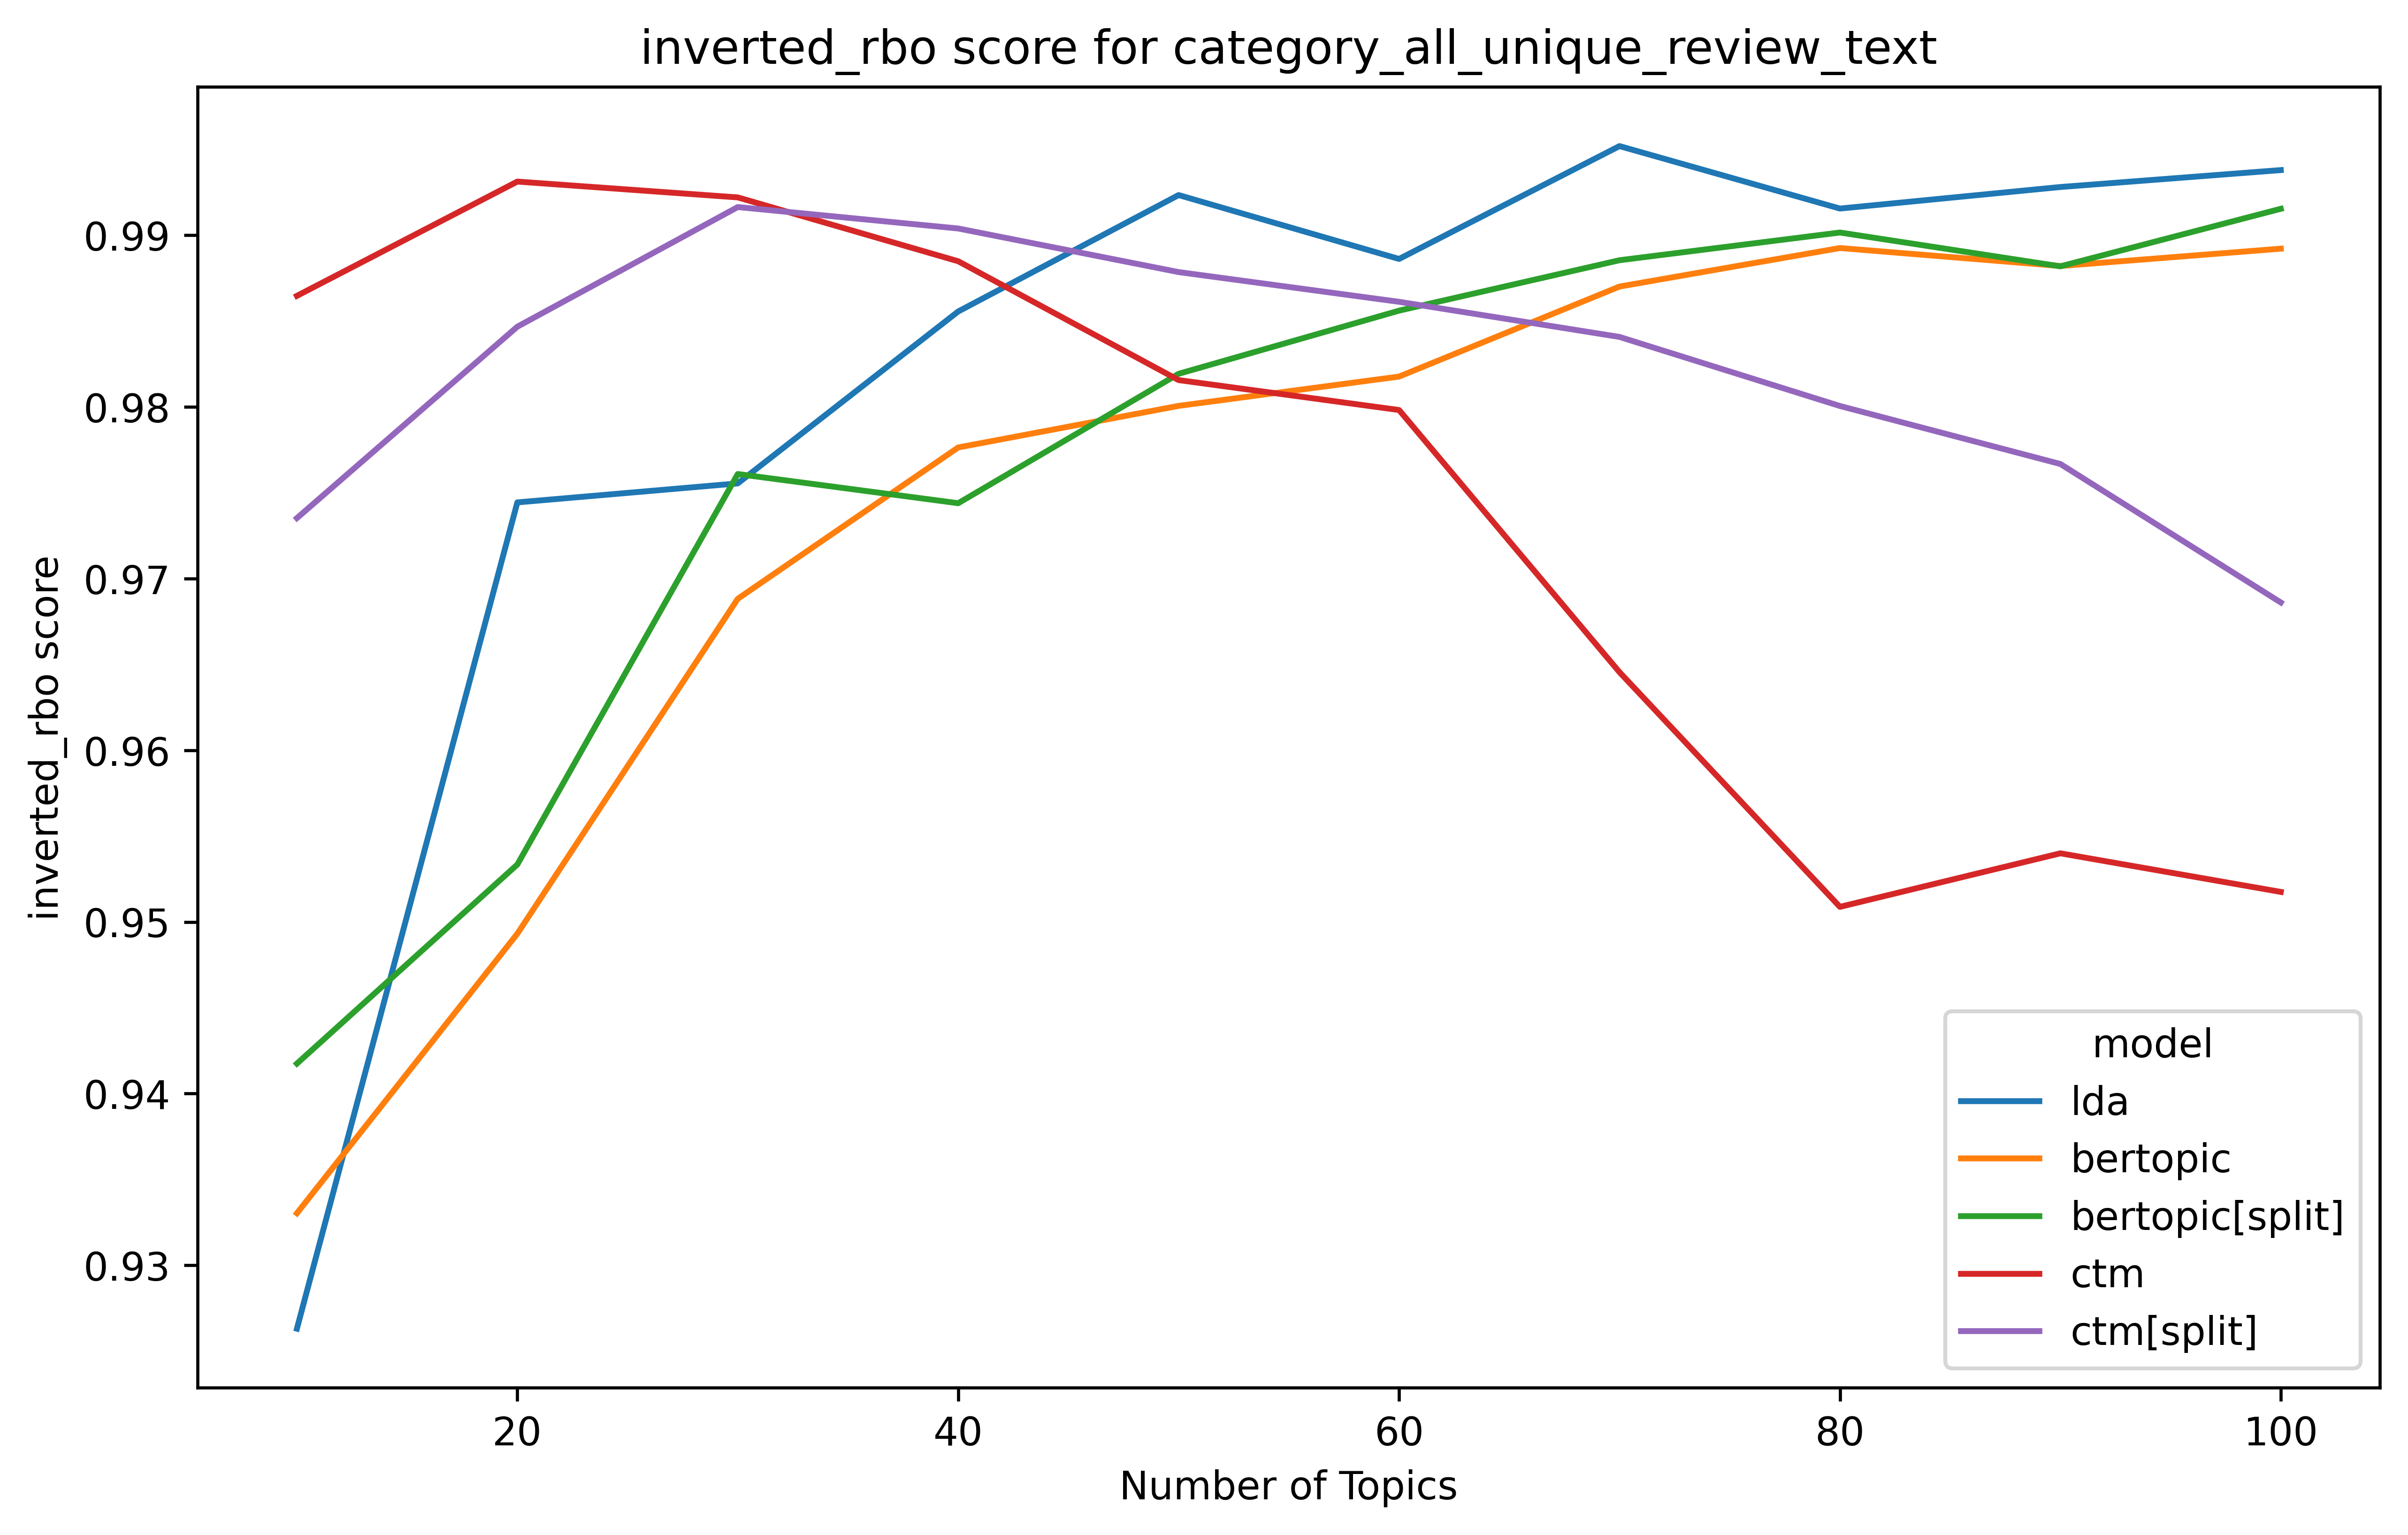 inverted_rbo score for category_all_unique_review_text
inverted_rbo score
0.99
0.98
0.97
0.96
0.95
0.94
0.93
20
40
60
80
100
Number of Topics
model
lda
bertopic
bertopic[split]
ctm
ctm[split]